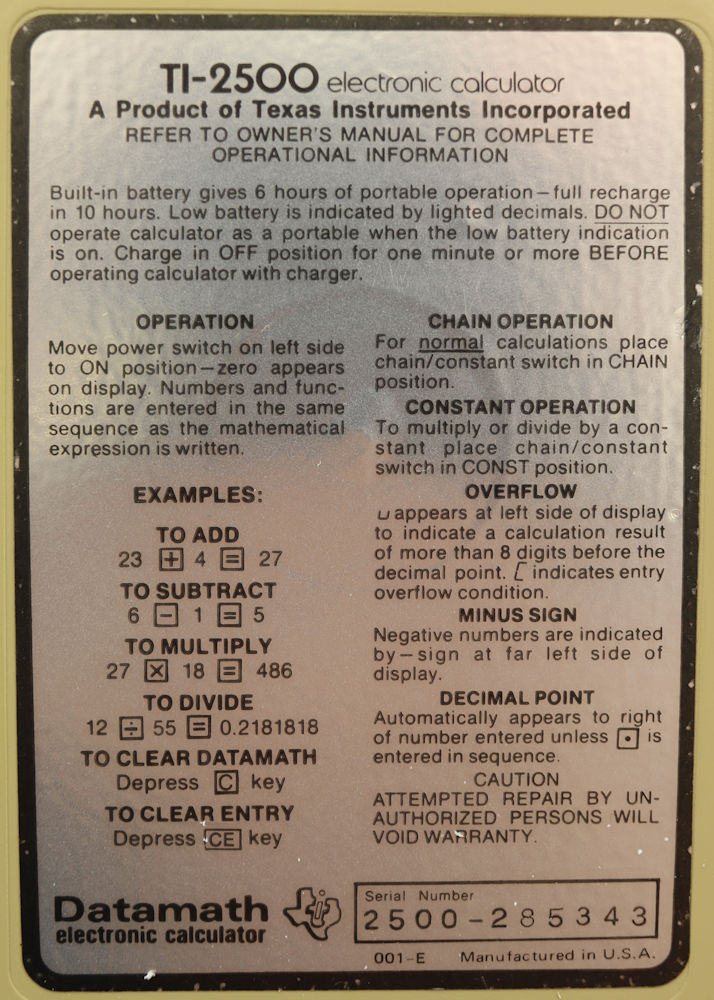 TI-2500 electronic calculator
A Product of Texas Instruments Incorporated
REFER TO OWNER'S MANUAL FOR COMPLETE
OPERATIONAL INFORMATION
Built-in battery gives 6 hours of portable operation—full recharge
in 10 hours. Low battery is indicated by lighted decimals. DO NOT
operate calculator as a portable when the low battery indication
is on. Charge in OFF position for one minute or more BEFORE
operating calculator with charger.
OPERATION
Move power switch on left side
to ON position—zero appears
on display. Numbers and func-
tions are entered in the same
sequence as the mathematical
expression is written.
EXAMPLES:
TO ADD
23 + 4 = 27
TO SUBTRACT
6 − 1 = 5
TO MULTIPLY
27 × 18 = 486
TO DIVIDE
12 ÷ 55 = 0.2181818
TO CLEAR DATAMATH
Depress C key
TO CLEAR ENTRY
Depress CE key
CHAIN OPERATION
For normal calculations place
chain/constant switch in CHAIN
position.
CONSTANT OPERATION
To multiply or divide by a con-
stant place chain/constant
switch in CONST position.
OVERFLOW
⊔ appears at left side of display
to indicate a calculation result
of more than 8 digits before the
decimal point. [ indicates entry
overflow condition.
MINUS SIGN
Negative numbers are indicated
by — sign at far left side of
display.
DECIMAL POINT
Automatically appears to right
of number entered unless • is
entered in sequence.
CAUTION
ATTEMPTED REPAIR BY UN-
AUTHORIZED PERSONS WILL
VOID WARRANTY.
Datamath
electronic calculator
Serial Number
2500-285343
001-E Manufactured in U.S.A.